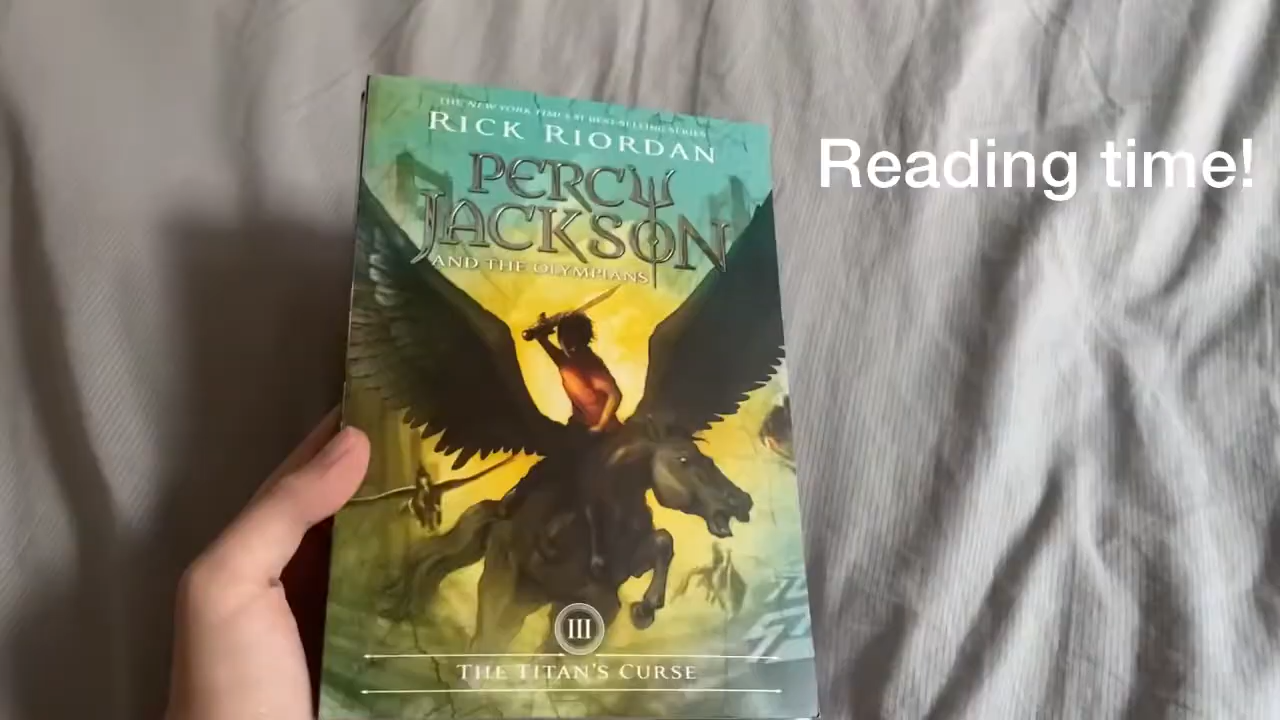 THE NEW YORK TIMES #1 BEST-SELLING SERIES
RICK RIORDAN
PERCY
JACKSON
AND THE OLYMPIANS
Reading time!
III
THE TITAN'S CURSE